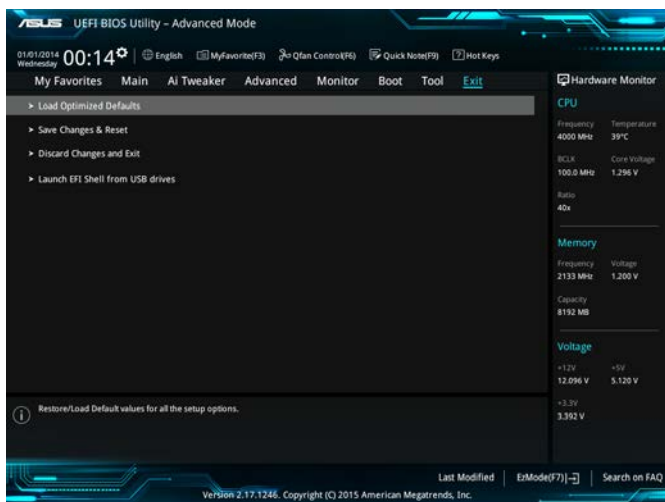 ASUS UEFI BIOS Utility – Advanced Mode
01/01/2014 Wednesday 00:14 English MyFavorite(F3) Qfan Control(F6) Quick Note(F9) ? Hot Keys
My Favorites Main Ai Tweaker Advanced Monitor Boot Tool Exit
> Load Optimized Defaults
> Save Changes & Reset
> Discard Changes and Exit
> Launch EFI Shell from USB drives
Hardware Monitor
CPU
Frequency Temperature
4000 MHz 39°C
BCLK Core Voltage
100.0 MHz 1.296 V
Ratio
40x
Memory
Frequency Voltage
2133 MHz 1.200 V
Capacity
8192 MB
Voltage
+12V +5V
12.096 V 5.120 V
+3.3V
3.392 V
i Restore/Load Default values for all the setup options.
Last Modified EzMode(F7) Search on FAQ
Version 2.17.1246. Copyright (C) 2015 American Megatrends, Inc.